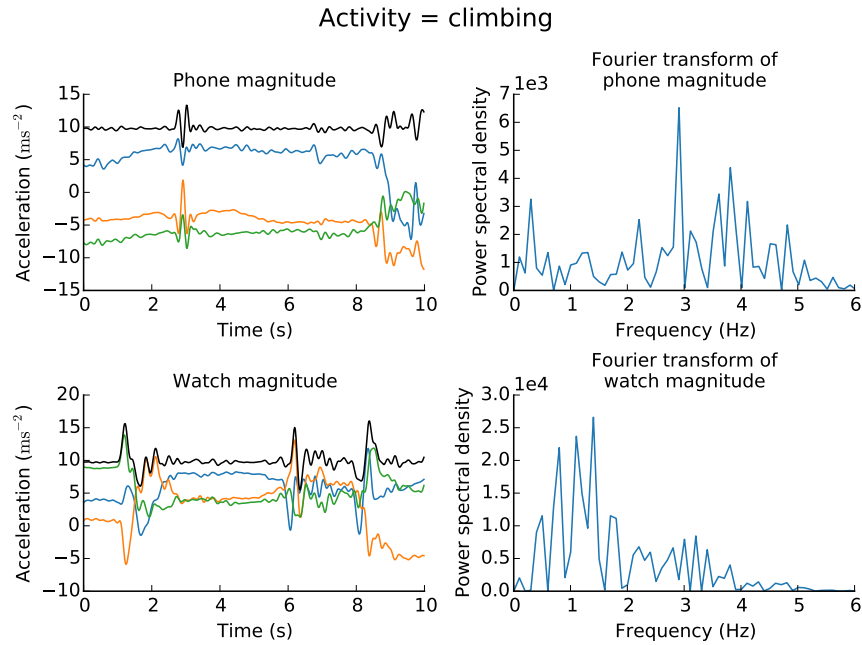 Activity = climbing
Phone magnitude
Acceleration (ms⁻²)
15
10
5
0
−5
−10
−15
0 2 4 6 8 10
Time (s)
Fourier transform of
phone magnitude
1e3
Power spectral density
7
6
5
4
3
2
1
0
0 1 2 3 4 5 6
Frequency (Hz)
Watch magnitude
Acceleration (ms⁻²)
20
15
10
5
0
−5
−10
0 2 4 6 8 10
Time (s)
Fourier transform of
watch magnitude
1e4
Power spectral density
3.0
2.5
2.0
1.5
1.0
0.5
0.0
0 1 2 3 4 5 6
Frequency (Hz)